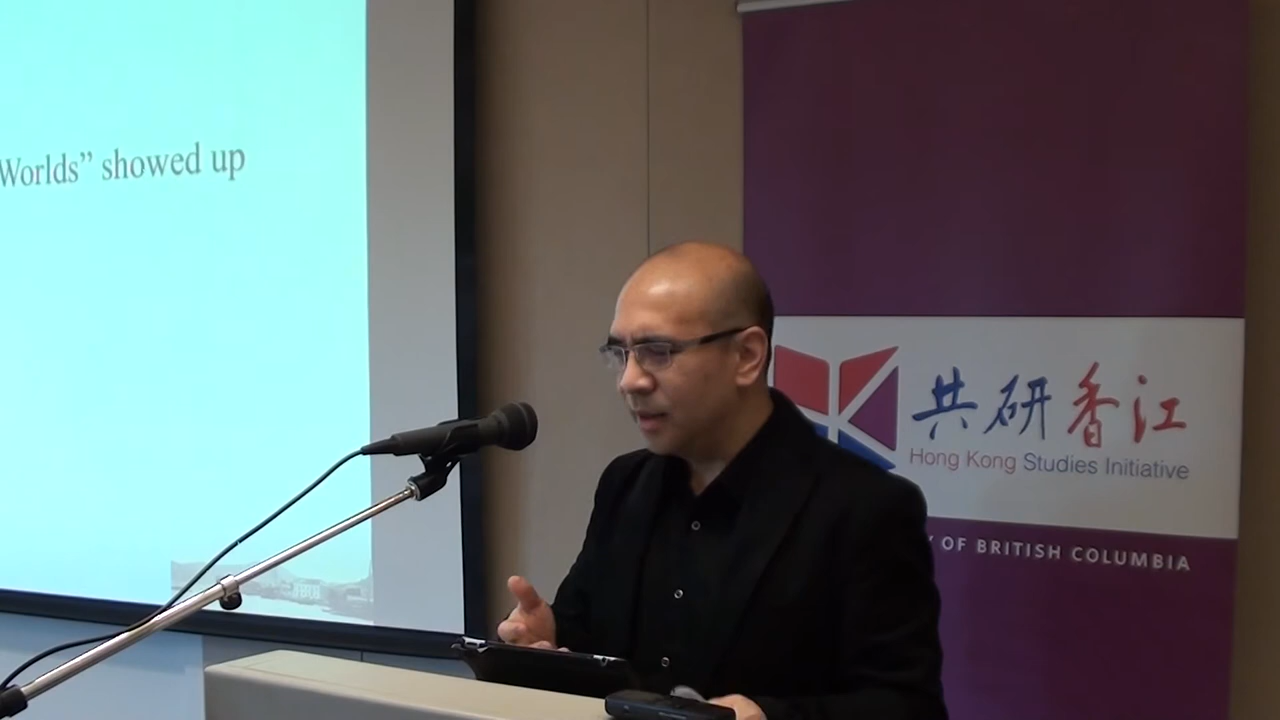 Worlds” showed up
共研香江
Hong Kong Studies Initiative
OF BRITISH COLUMBIA